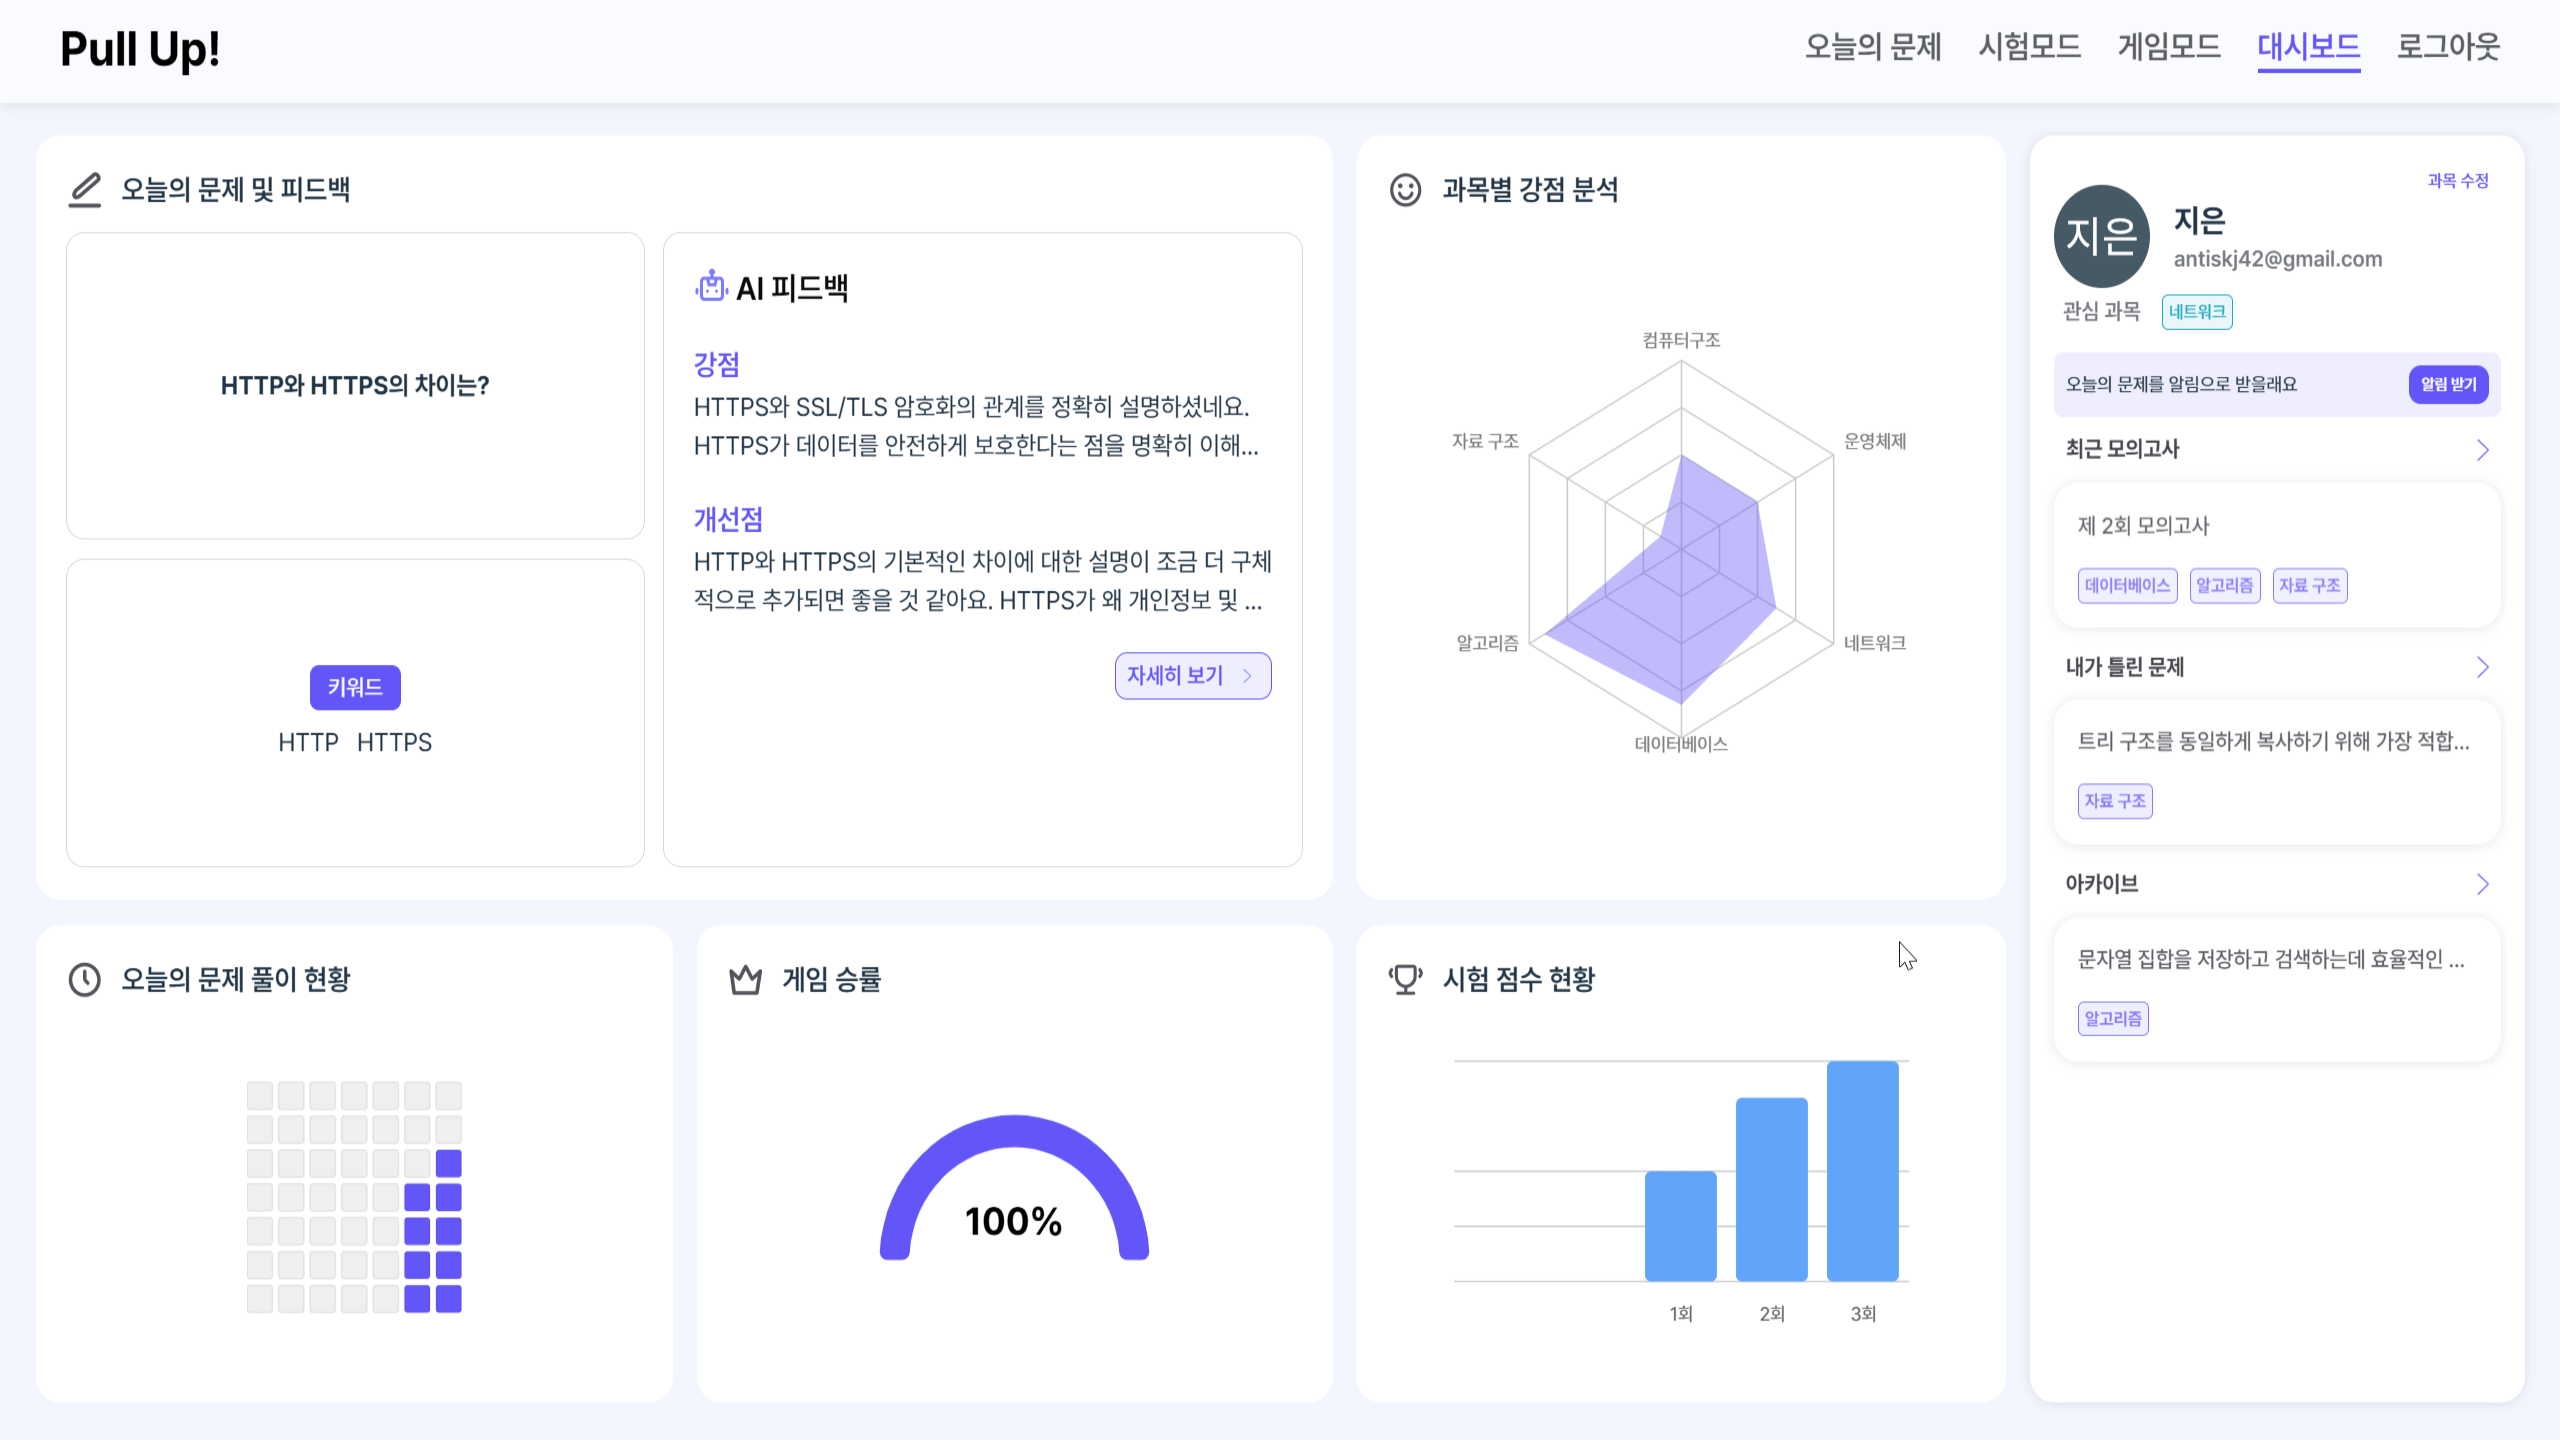 Pull Up!
오늘의 문제
시험모드
게임모드
대시보드
로그아웃
오늘의 문제 및 피드백
HTTP와 HTTPS의 차이는?
키워드
HTTP HTTPS
AI 피드백
강점
HTTPS와 SSL/TLS 암호화의 관계를 정확히 설명하셨네요.
HTTPS가 데이터를 안전하게 보호한다는 점을 명확히 이해...
개선점
HTTP와 HTTPS의 기본적인 차이에 대한 설명이 조금 더 구체
적으로 추가되면 좋을 것 같아요. HTTPS가 왜 개인정보 및 ...
자세히 보기
과목별 강점 분석
컴퓨터구조
자료 구조
운영체제
알고리즘
네트워크
데이터베이스
과목 수정
지은
지은
antiskj42@gmail.com
관심 과목
네트워크
오늘의 문제를 알림으로 받을래요
알림 받기
최근 모의고사
제 2회 모의고사
데이터베이스
알고리즘
자료 구조
내가 틀린 문제
트리 구조를 동일하게 복사하기 위해 가장 적합...
자료 구조
아카이브
문자열 집합을 저장하고 검색하는데 효율적인 ...
알고리즘
오늘의 문제 풀이 현황
게임 승률
100%
시험 점수 현황
1회
2회
3회